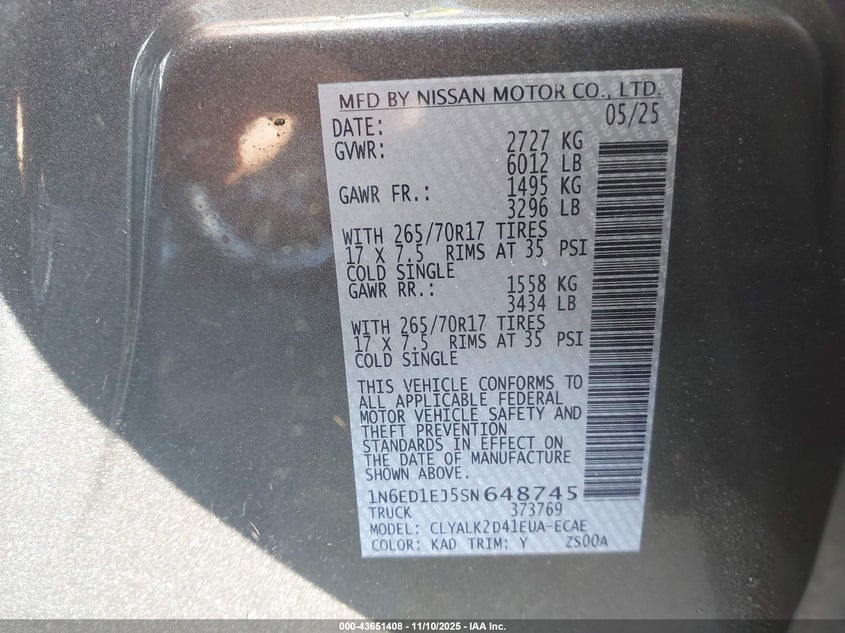 MFD BY NISSAN MOTOR CO., LTD.
DATE: 05/25
GVWR: 2727 KG
6012 LB
GAWR FR.: 1495 KG
3296 LB
WITH 265/70R17 TIRES
17 X 7.5 RIMS AT 35 PSI
COLD SINGLE
GAWR RR.: 1558 KG
3434 LB
WITH 265/70R17 TIRES
17 X 7.5 RIMS AT 35 PSI
COLD SINGLE
THIS VEHICLE CONFORMS TO
ALL APPLICABLE FEDERAL
MOTOR VEHICLE SAFETY AND
THEFT PREVENTION
STANDARDS IN EFFECT ON
THE DATE OF MANUFACTURE
SHOWN ABOVE.
1N6ED1EJ5SN648745
TRUCK 373769
MODEL: CLYALK2D41EUA-ECAE
COLOR: KAD TRIM: Y ZS00A
000-43651408 - 11/10/2025 - IAA Inc.